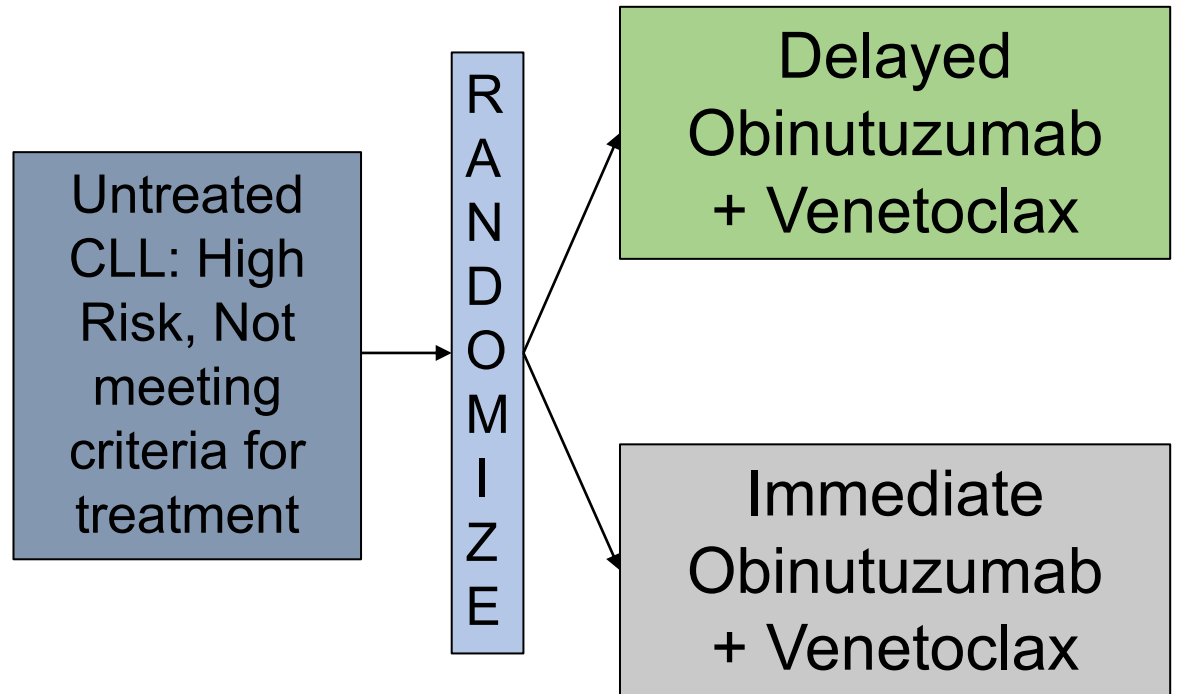 Untreated
CLL: High
Risk, Not
meeting
criteria for
treatment
R
A
N
D
O
M
I
Z
E
Delayed
Obinutuzumab
+ Venetoclax
Immediate
Obinutuzumab
+ Venetoclax